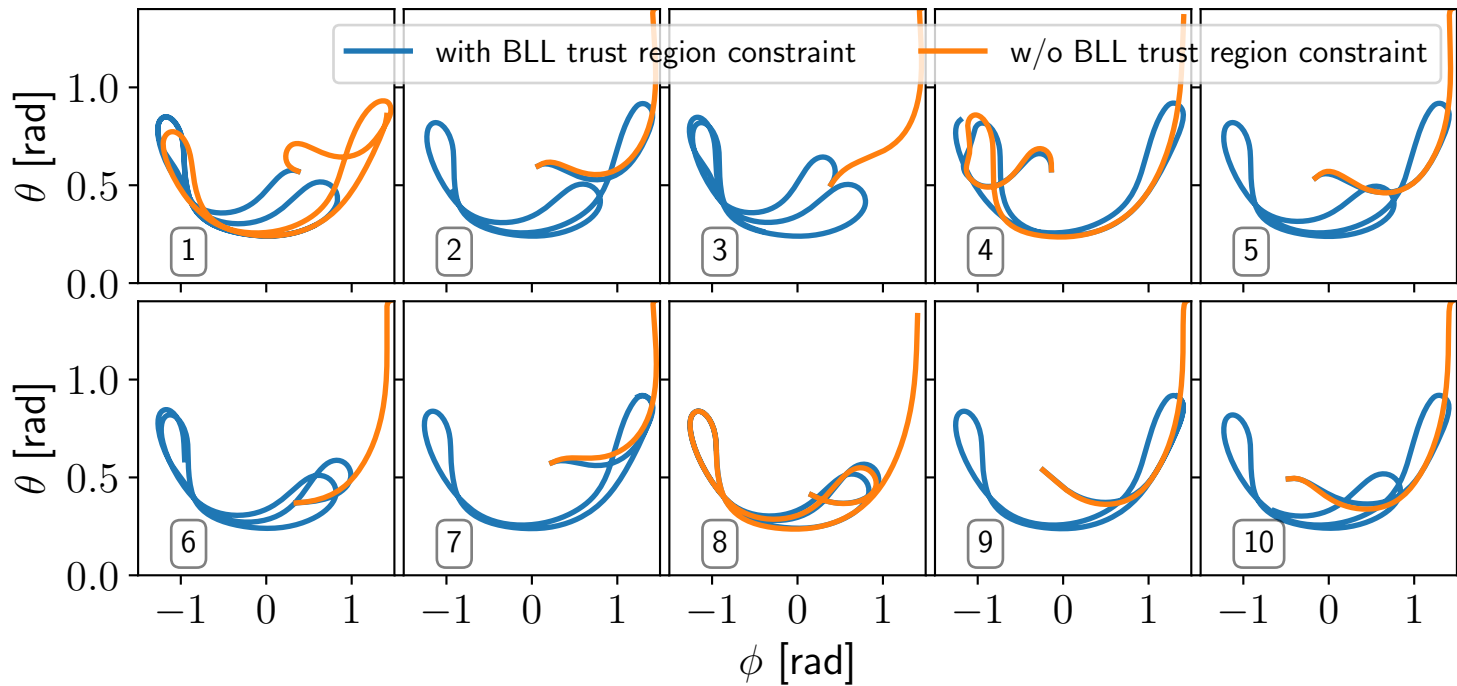 with BLL trust region constraint
w/o BLL trust region constraint
θ [rad]
1.0
0.5
0.0
1
2
3
4
5
θ [rad]
1.0
0.5
0.0
6
7
8
9
10
−1 0 1
−1 0 1
−1 0 1
−1 0 1
−1 0 1
ϕ [rad]